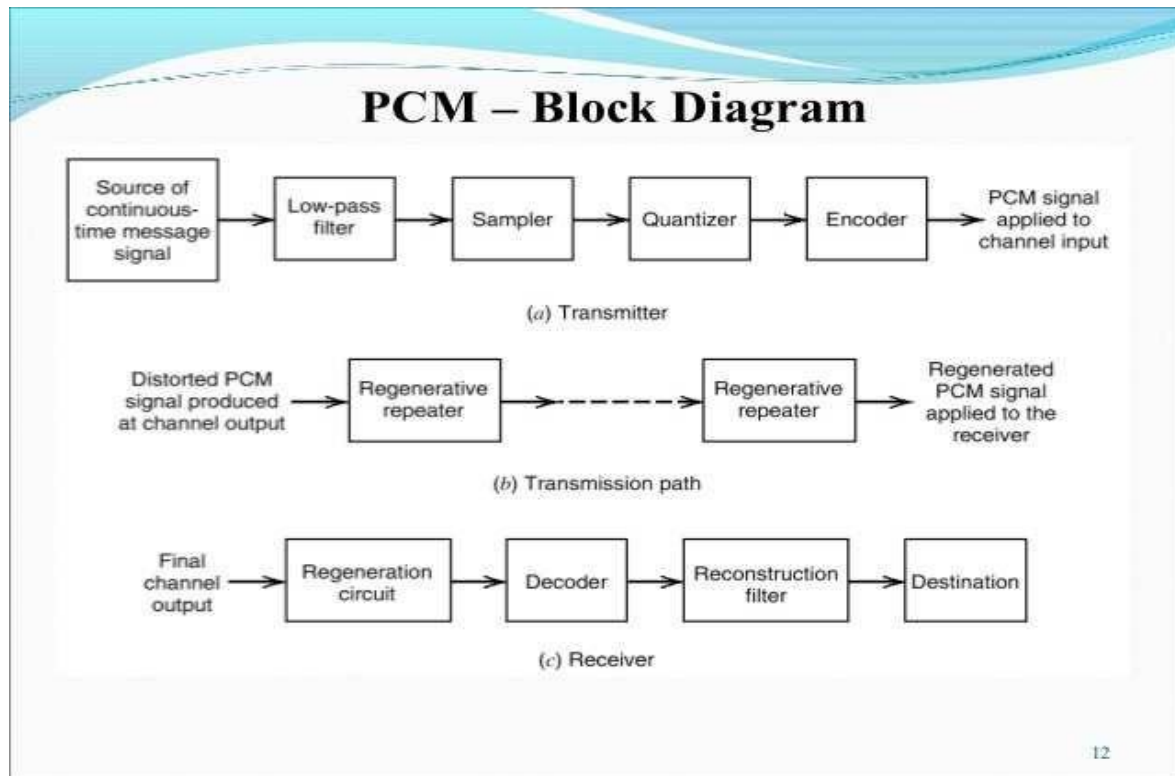 PCM – Block Diagram
Source of
continuous-
time message
signal
Low-pass
filter
Sampler
Quantizer
Encoder
PCM signal
applied to
channel input
(a) Transmitter
Distorted PCM
signal produced
at channel output
Regenerative
repeater
Regenerative
repeater
Regenerated
PCM signal
applied to the
receiver
(b) Transmission path
Final
channel
output
Regeneration
circuit
Decoder
Reconstruction
filter
Destination
(c) Receiver
12